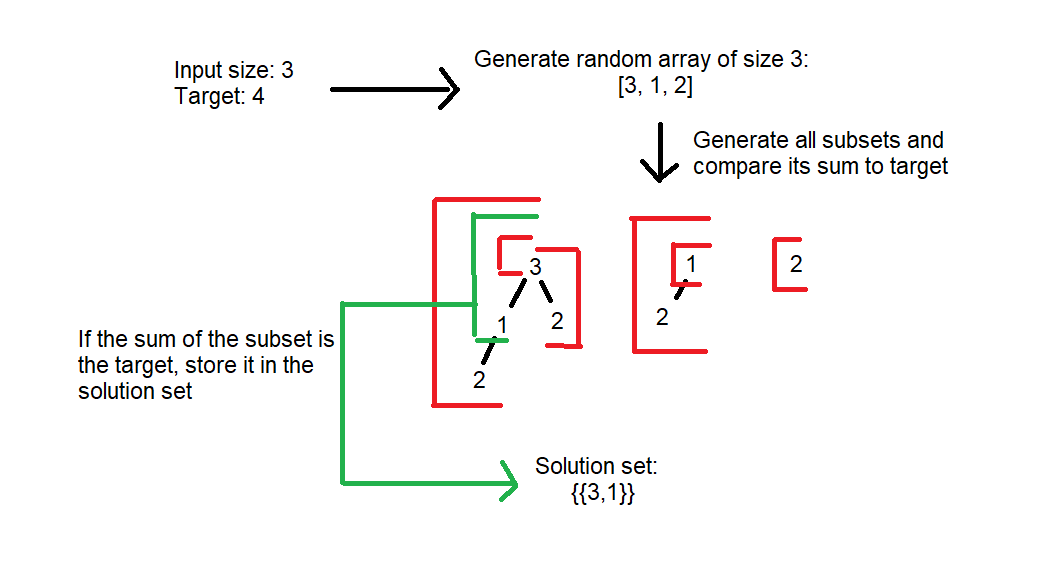 Input size: 3
Target: 4
Generate random array of size 3:
[3, 1, 2]
Generate all subsets and
compare its sum to target
3
1
2
2
1
2
2
If the sum of the subset is
the target, store it in the
solution set
Solution set:
{{3,1}}